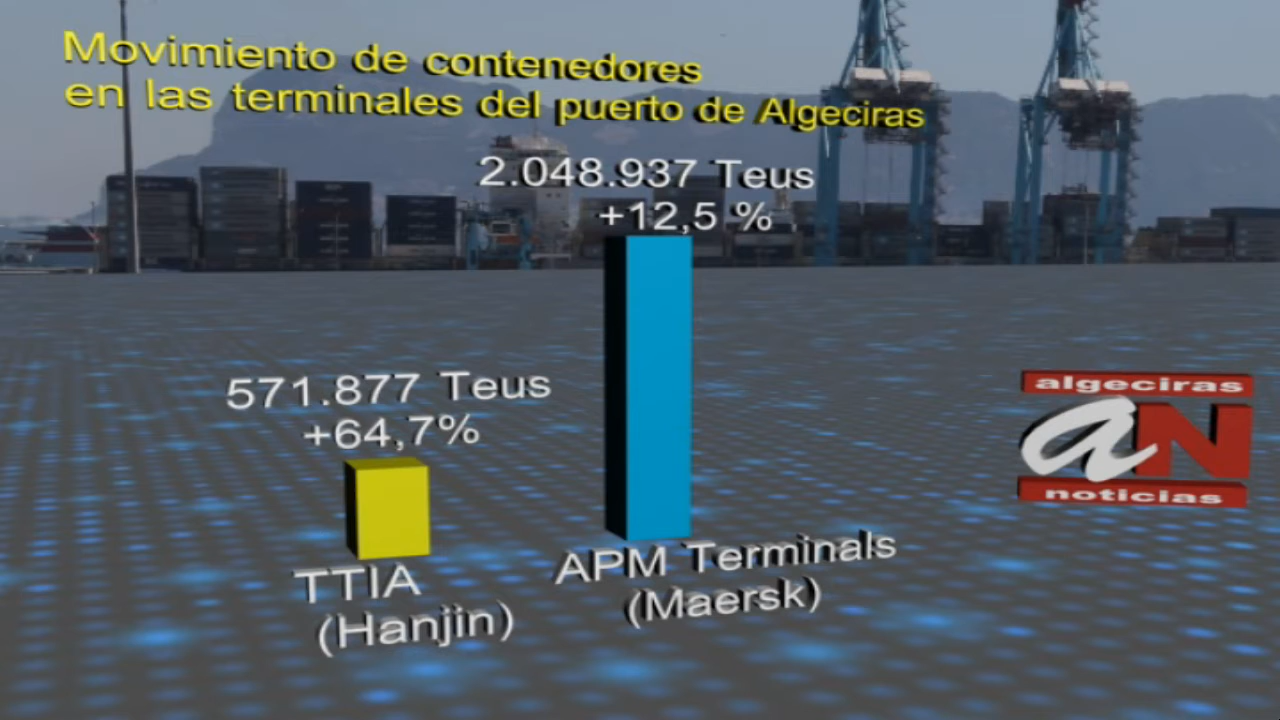 Movimiento de contenedores
en las terminales del puerto de Algeciras
2.048.937 Teus
+12,5 %
571.877 Teus
+64,7%
TTIA
(Hanjin)
APM Terminals
(Maersk)
algeciras
aN
noticias